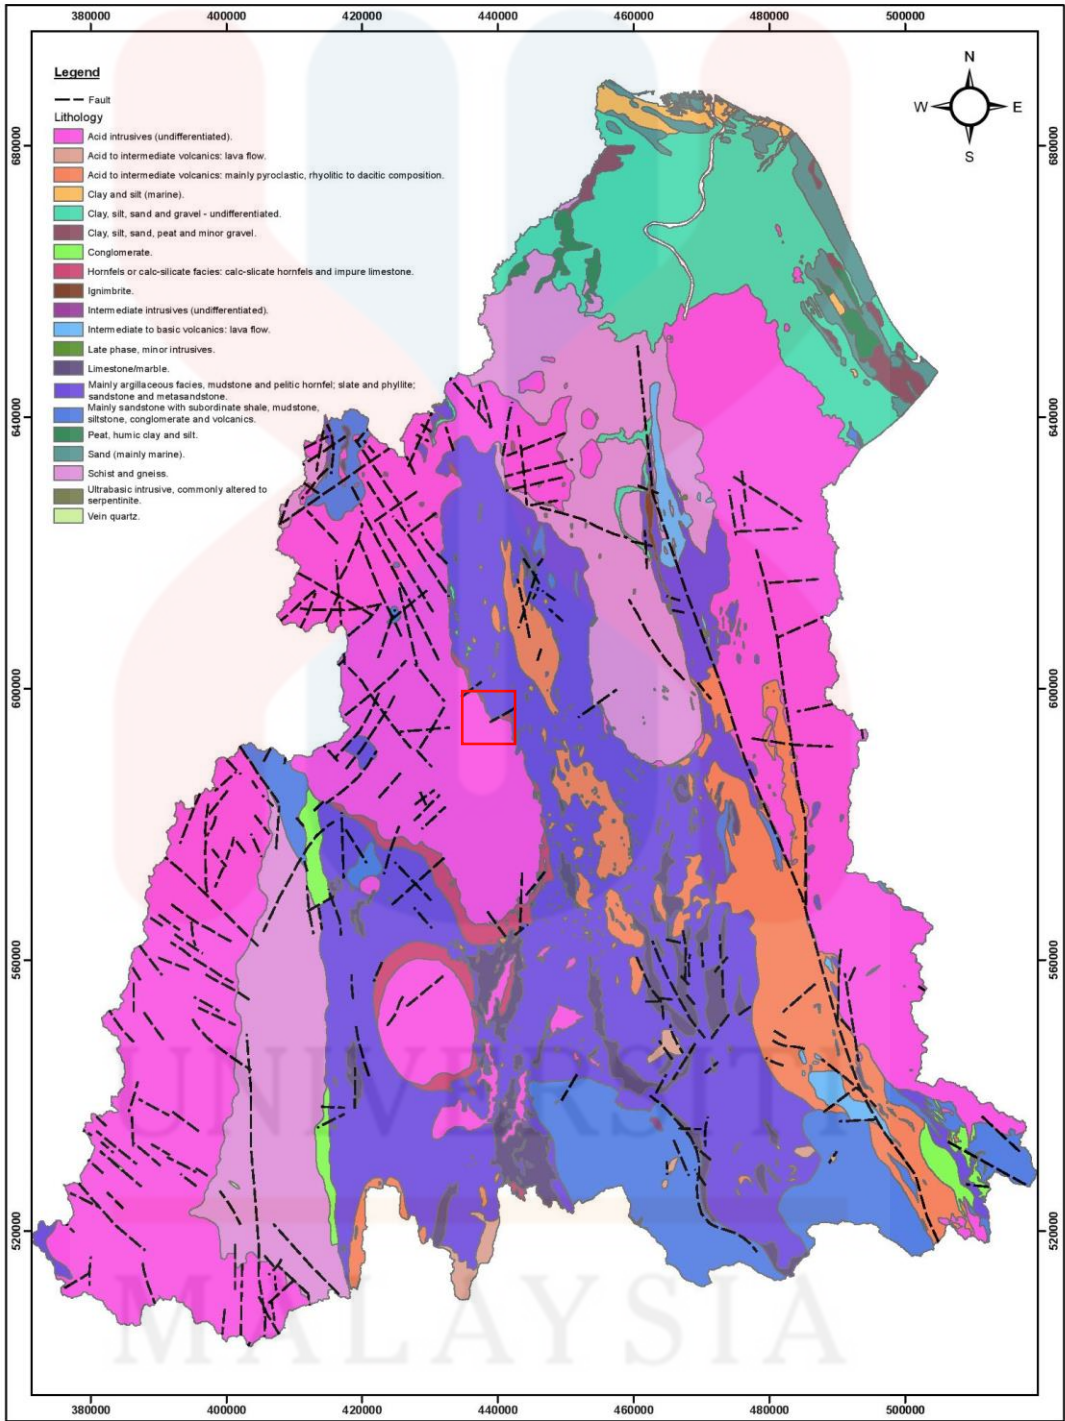 380000 400000 420000 440000 460000 480000 500000
Legend
Fault
Lithology
Acid intrusives (undifferentiated).
Acid to intermediate volcanics: lava flow.
Acid to intermediate volcanics: mainly pyroclastic, rhyolitic to dacitic composition.
Clay and silt (marine).
Clay, silt, sand and gravel - undifferentiated.
Clay, silt, sand, peat and minor gravel.
Conglomerate.
Hornfels or calc-silicate facies: calc-slicate hornfels and impure limestone.
Ignimbrite.
Intermediate intrusives (undifferentiated).
Intermediate to basic volcanics: lava flow.
Late phase, minor intrusives.
Limestone/marble.
Mainly argillaceous facies, mudstone and pelitic hornfel; slate and phyllite;
sandstone and metasandstone.
Mainly sandstone with subordinate shale, mudstone,
siltstone, conglomerate and volcanics.
Peat, humic clay and silt.
Sand (mainly marine).
Schist and gneiss.
Ultrabasic intrusive, commonly altered to
serpentinite.
Vein quartz.
N
W E
S
680000 680000
640000 640000
600000 600000
560000 560000
520000 520000
UNIVERSITI
MALAYSIA
380000 400000 420000 440000 460000 480000 500000